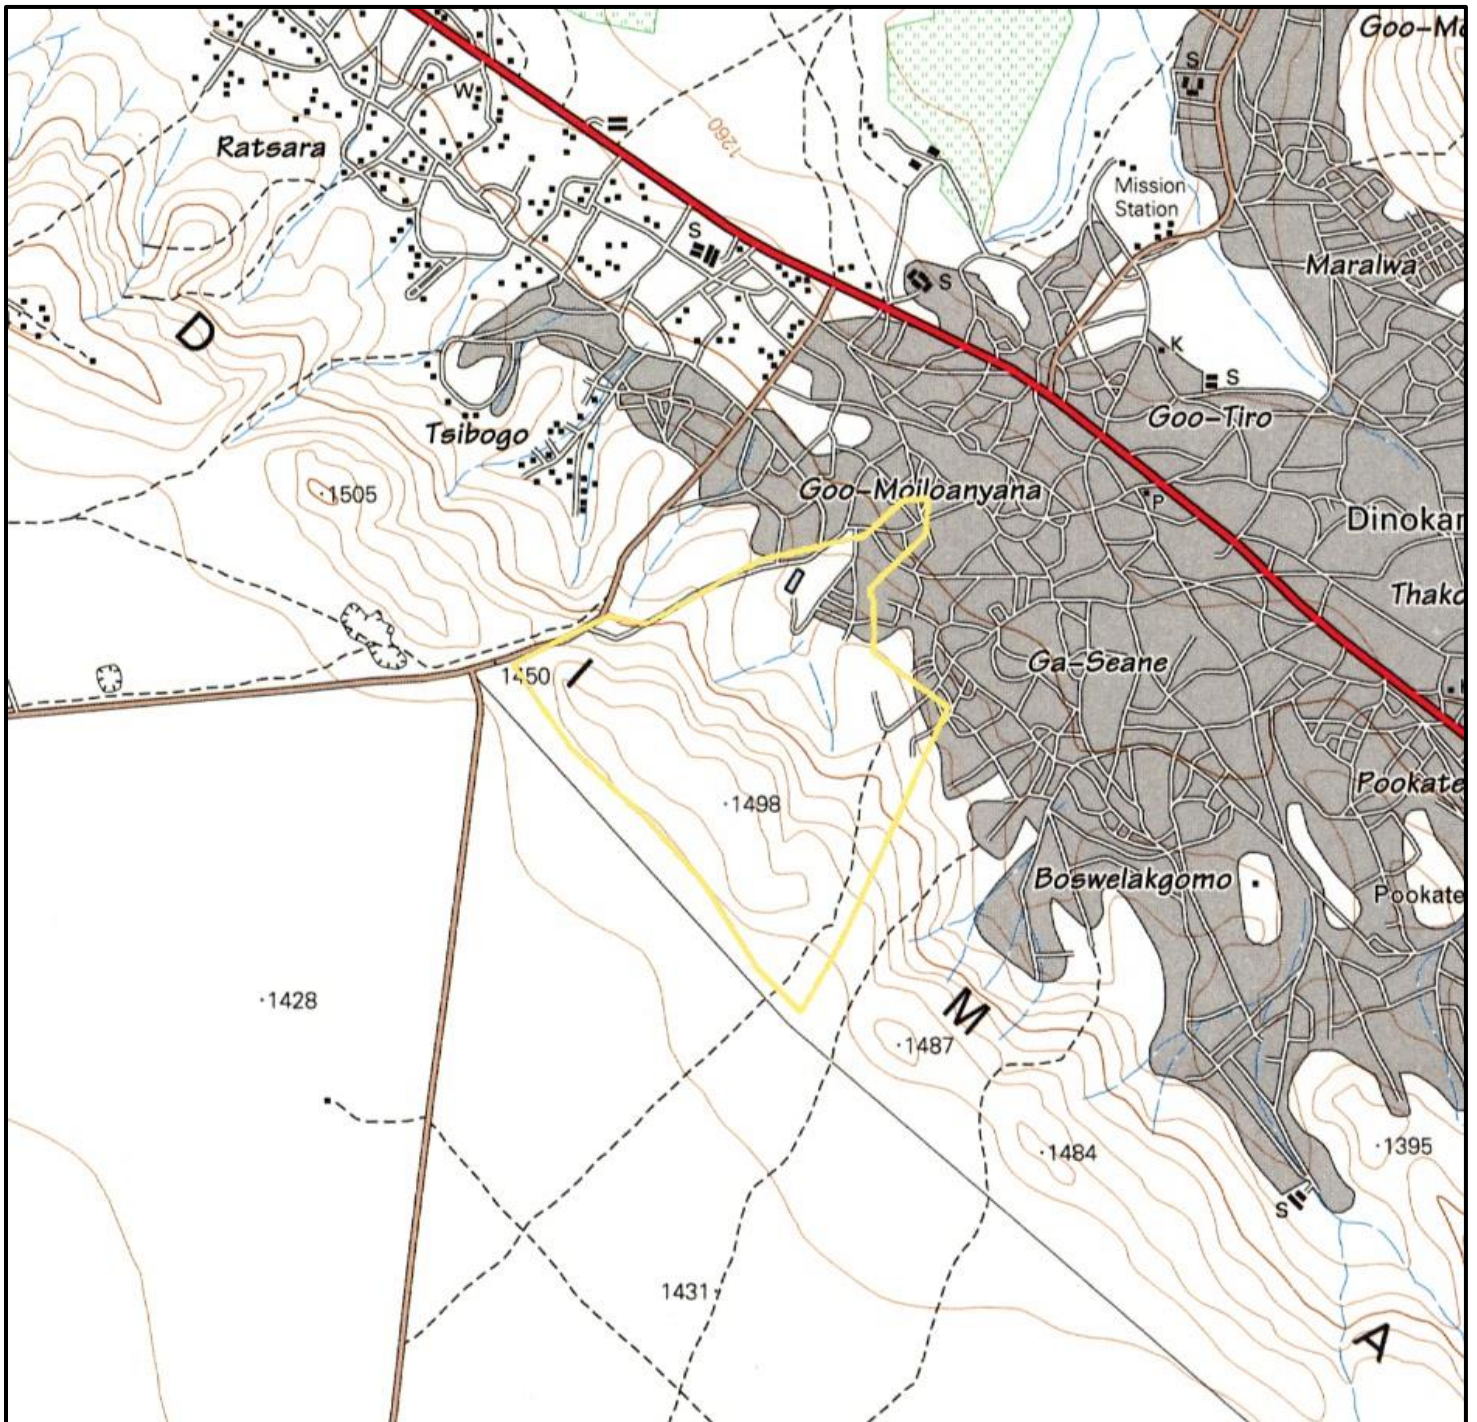 Goo-Mo
S
W
1260
Ratsara
Mission
Station
S
Maralwa
S
D
K
S
Goo-Tiro
Tsibogo
1505
Goo-Moiloanyana
P
Dinokan
Thako
Ga-Seane
1450
I
Pookate
1498
Boswelakgomo
Pookate
1428
M
1487
1484
1395
S
1431
A